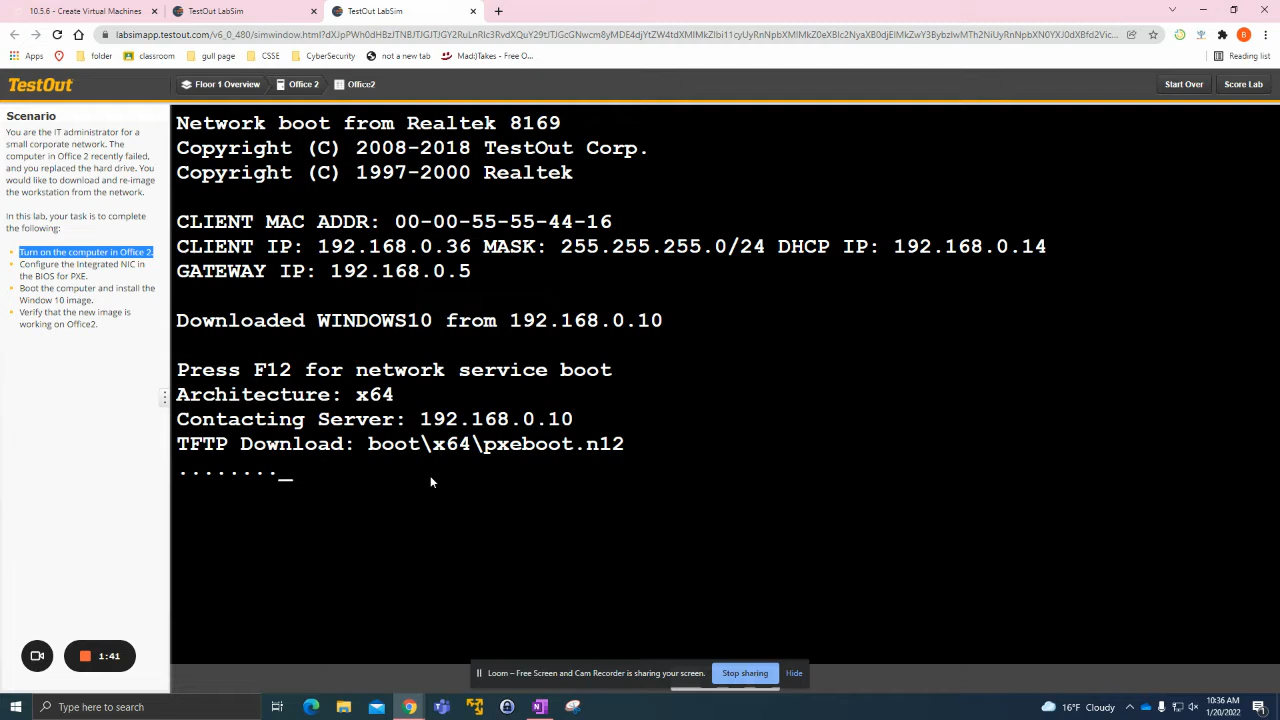 10.5.6 - Create Virtual Machines
TestOut LabSim
TestOut LabSim
labsimapp.testout.com/v6_0_480/simwindow.html?
Apps
folder
classroom
gull page
CSSE
CyberSecurity
not a new tab
Mad:)Takes - Free O...
Reading list
TestOut
Floor 1 Overview
Office 2
Office2
Start Over
Score Lab
Scenario
You are the IT administrator for a
small corporate network. The
computer in Office 2 recently failed,
and you replaced the hard drive. You
would like to download and re-image
the workstation from the network.
In this lab, your task is to complete
the following:
Turn on the computer in Office 2.
Configure the Integrated NIC in
the BIOS for PXE.
Boot the computer and install the
Window 10 image.
Verify that the new image is
working on Office2.
Network boot from Realtek 8169
Copyright (C) 2008-2018 TestOut Corp.
Copyright (C) 1997-2000 Realtek
CLIENT MAC ADDR: 00-00-55-55-44-16
CLIENT IP: 192.168.0.36 MASK: 255.255.255.0/24 HCP IP: 192.168.0.14
GATEWAY IP: 192.168.0.5
Downloaded WINDOWS10 from 192.168.0.10
Press F12 for network service boot
Architecture: x64
Contacting Server: 192.168.0.10
TFTP Download: boot\x64\pxeboot.n12
........_
1:41
Loom – Free Screen and Cam Recorder is sharing your screen.
Stop sharing
Hide
Type here to search
16°F Cloudy
10:36 AM
1/20/2022
B